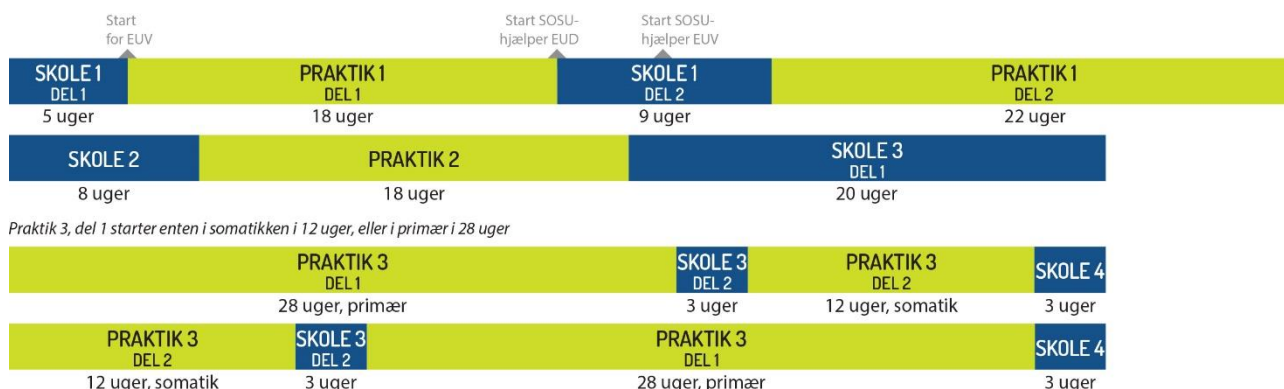 Start
for EUV
Start SOSU-
hjælper EUD
Start SOSU-
hjælper EUV
SKOLE 1
DEL 1
PRAKTIK 1
DEL 1
SKOLE 1
DEL 2
PRAKTIK 1
DEL 2
5 uger
18 uger
9 uger
22 uger
SKOLE 2
PRAKTIK 2
SKOLE 3
DEL 1
8 uger
18 uger
20 uger
Praktik 3, del 1 starter enten i somatikken i 12 uger, eller i primær i 28 uger
PRAKTIK 3
DEL 1
SKOLE 3
DEL 2
PRAKTIK 3
DEL 2
SKOLE 4
28 uger, primær
3 uger
12 uger, somatik
3 uger
PRAKTIK 3
DEL 2
SKOLE 3
DEL 2
PRAKTIK 3
DEL 1
SKOLE 4
12 uger, somatik
3 uger
28 uger, primær
3 uger